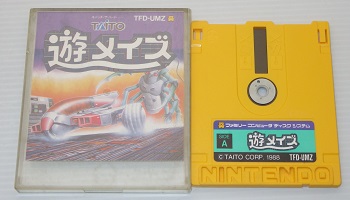 TAITO
TFD-UMZ
遊メイズ
ファミリー コンピュータ ディスク システム
SIDE
A
遊メイズ
© TAITO CORP. 1988 TFD-UMZ
NINTENDO